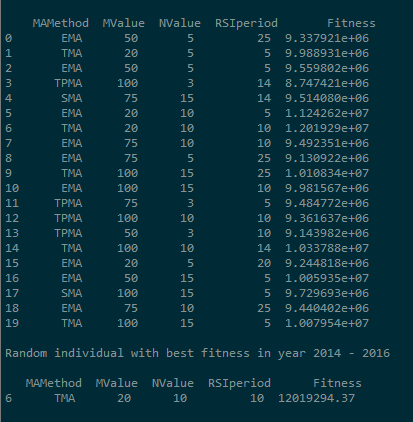 MAMethod MValue NValue RSIperiod Fitness
0 EMA 50 5 25 9.337921e+06
1 TMA 20 5 5 9.988931e+06
2 EMA 50 5 5 9.559802e+06
3 TPMA 100 3 14 8.747421e+06
4 SMA 75 15 14 9.514080e+06
5 EMA 20 10 5 1.124262e+07
6 TMA 20 10 10 1.201929e+07
7 EMA 75 10 10 9.492351e+06
8 EMA 75 5 25 9.130922e+06
9 TMA 100 15 25 1.010834e+07
10 EMA 100 15 10 9.981567e+06
11 TPMA 75 3 5 9.484772e+06
12 TPMA 100 10 10 9.361637e+06
13 TPMA 50 3 10 9.143982e+06
14 TMA 100 10 14 1.033788e+07
15 EMA 20 5 20 9.244818e+06
16 EMA 50 15 5 1.005935e+07
17 SMA 100 15 5 9.729693e+06
18 EMA 75 10 25 9.440402e+06
19 TMA 100 15 5 1.007954e+07
Random individual with best fitness in year 2014 - 2016
MAMethod MValue NValue RSIperiod Fitness
6 TMA 20 10 10 12019294.37